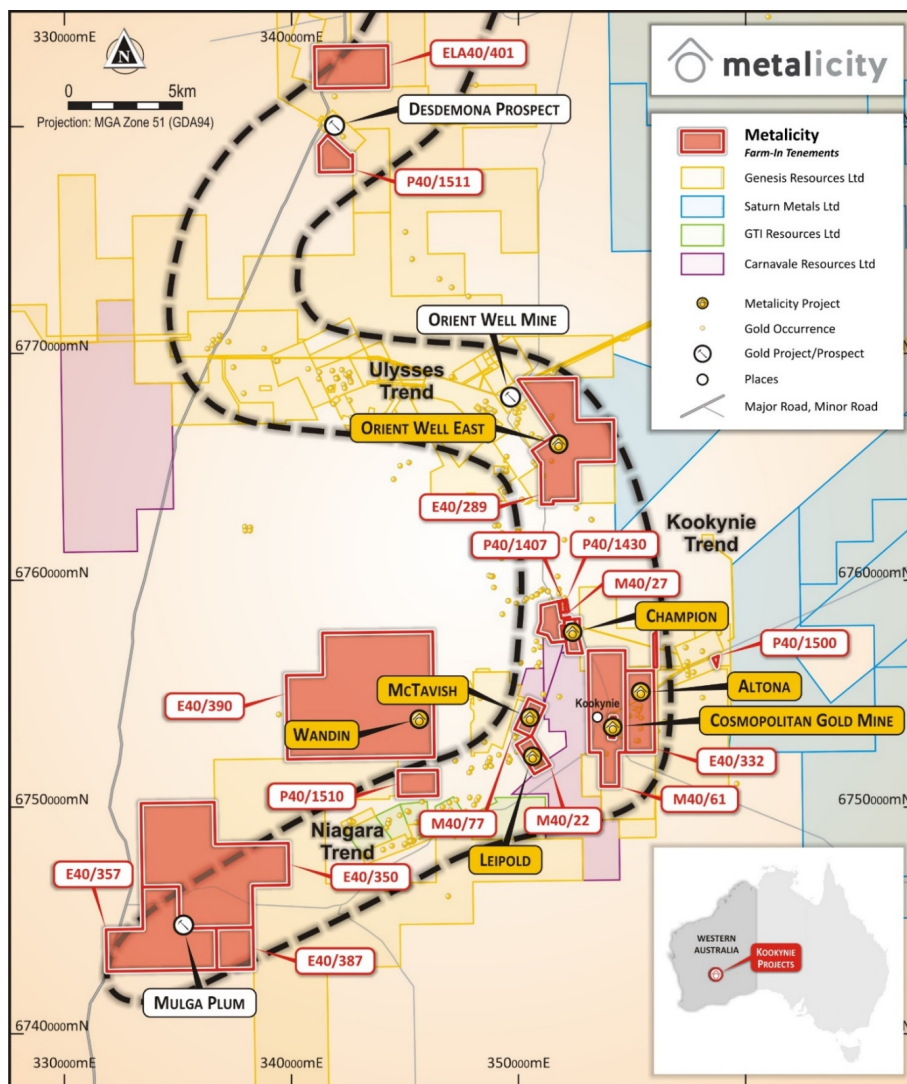 330000mE
340000mE
N
0 5km
Projection: MGA Zone 51 (GDA94)
ELA40/401
DESDEMONA PROSPECT
P40/1511
metalicity
Metalicity
Farm-In Tenements
Genesis Resources Ltd
Saturn Metals Ltd
GTI Resources Ltd
Carnavale Resources Ltd
Metalicity Project
Gold Occurrence
Gold Project/Prospect
Places
Major Road, Minor Road
6770000mN
ORIENT WELL MINE
Ulysses
Trend
ORIENT WELL EAST
E40/289
Kookynie
Trend
P40/1407
P40/1430
M40/27
6760000mN
6760000mN
CHAMPION
P40/1500
E40/390
MCTAVISH
WANDIN
Kookynie
ALTONA
COSMOPOLITAN GOLD MINE
E40/332
P40/1510
M40/61
6750000mN
6750000mN
M40/77
M40/22
Niagara
Trend
LEIPOLD
E40/357
E40/350
E40/387
MULGA PLUM
WESTERN
AUSTRALIA
KOOKYNIE
PROJECTS
6740000mN
330000mE
340000mE
350000mE